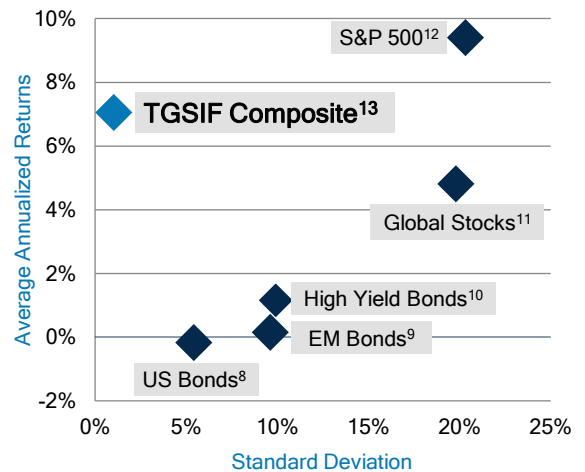 10%
S&P 500¹²
8%
TGSIF Composite¹³
6%
4%
Global Stocks¹¹
2%
High Yield Bonds¹⁰
0%
EM Bonds⁹
US Bonds⁸
-2%
0% 5% 10% 15% 20% 25%
Average Annualized Returns
Standard Deviation